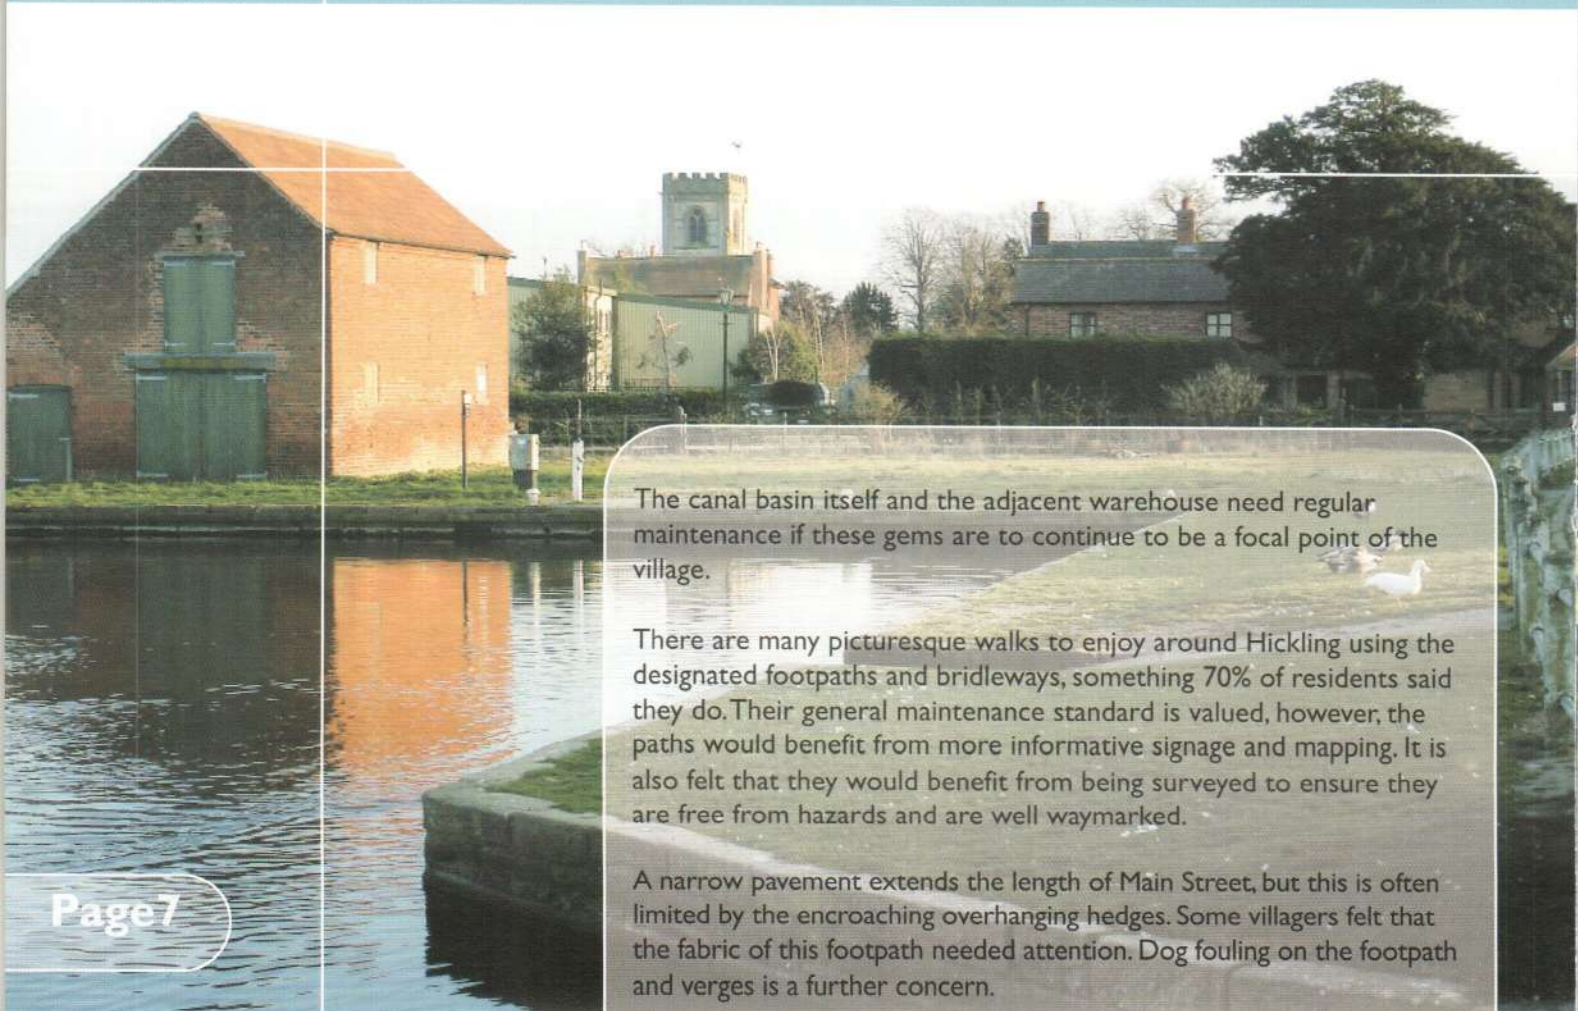 The canal basin itself and the adjacent warehouse need regular
maintenance if these gems are to continue to be a focal point of the
village.
There are many picturesque walks to enjoy around Hickling using the
designated footpaths and bridleways, something 70% of residents said
they do. Their general maintenance standard is valued, however, the
paths would benefit from more informative signage and mapping. It is
also felt that they would benefit from being surveyed to ensure they
are free from hazards and are well waymarked.
A narrow pavement extends the length of Main Street, but this is often
limited by the encroaching overhanging hedges. Some villagers felt that
the fabric of this footpath needed attention. Dog fouling on the footpath
and verges is a further concern.
Page7